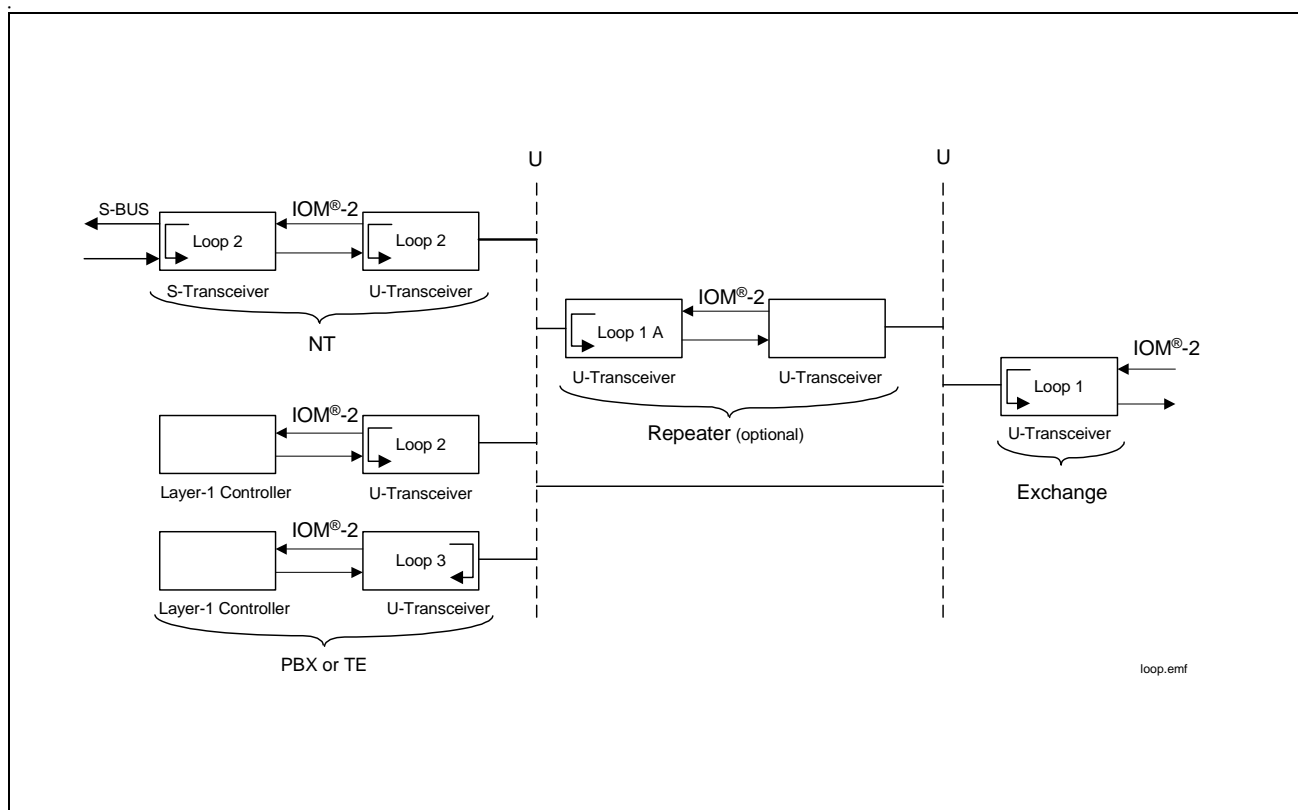 U
U
S-BUS
IOM®-2
Loop 2
Loop 2
S-Transceiver
U-Transceiver
NT
IOM®-2
Loop 1 A
U-Transceiver
U-Transceiver
Repeater (optional)
IOM®-2
Loop 1
U-Transceiver
Exchange
IOM®-2
Loop 2
Layer-1 Controller
U-Transceiver
IOM®-2
Loop 3
Layer-1 Controller
U-Transceiver
PBX or TE
loop.emf